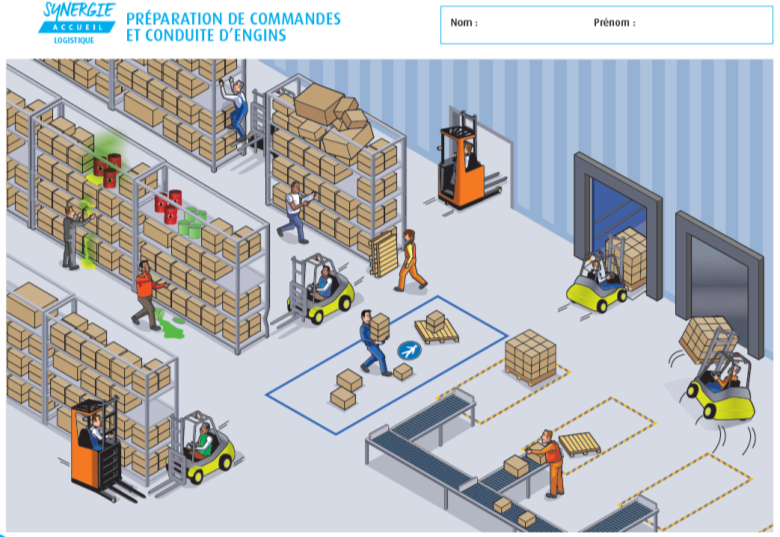 SYNERGIE
ACCUEIL
LOGISTIQUE
PRÉPARATION DE COMMANDES
ET CONDUITE D'ENGINS
Nom :
Prénom :